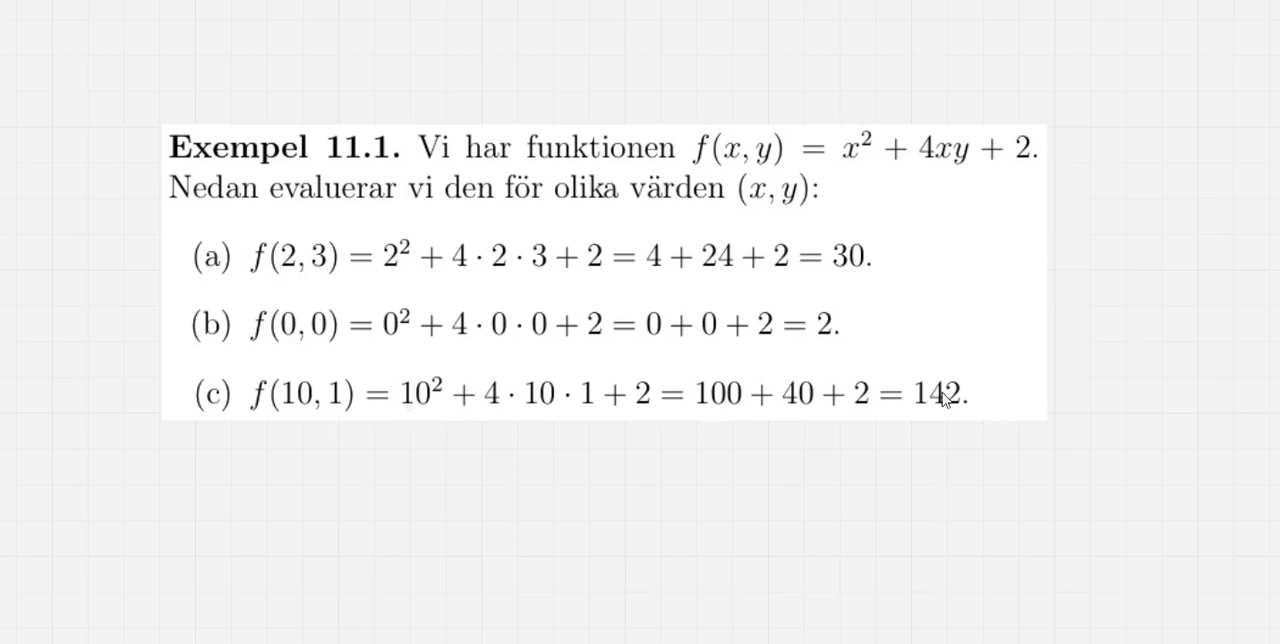 Exempel 11.1. Vi har funktionen f(x, y) = x² + 4xy + 2.
Nedan evaluerar vi den för olika värden (x, y):
(a) f(2, 3) = 2² + 4 · 2 · 3 + 2 = 4 + 24 + 2 = 30.
(b) f(0, 0) = 0² + 4 · 0 · 0 + 2 = 0 + 0 + 2 = 2.
(c) f(10, 1) = 10² + 4 · 10 · 1 + 2 = 100 + 40 + 2 = 142.